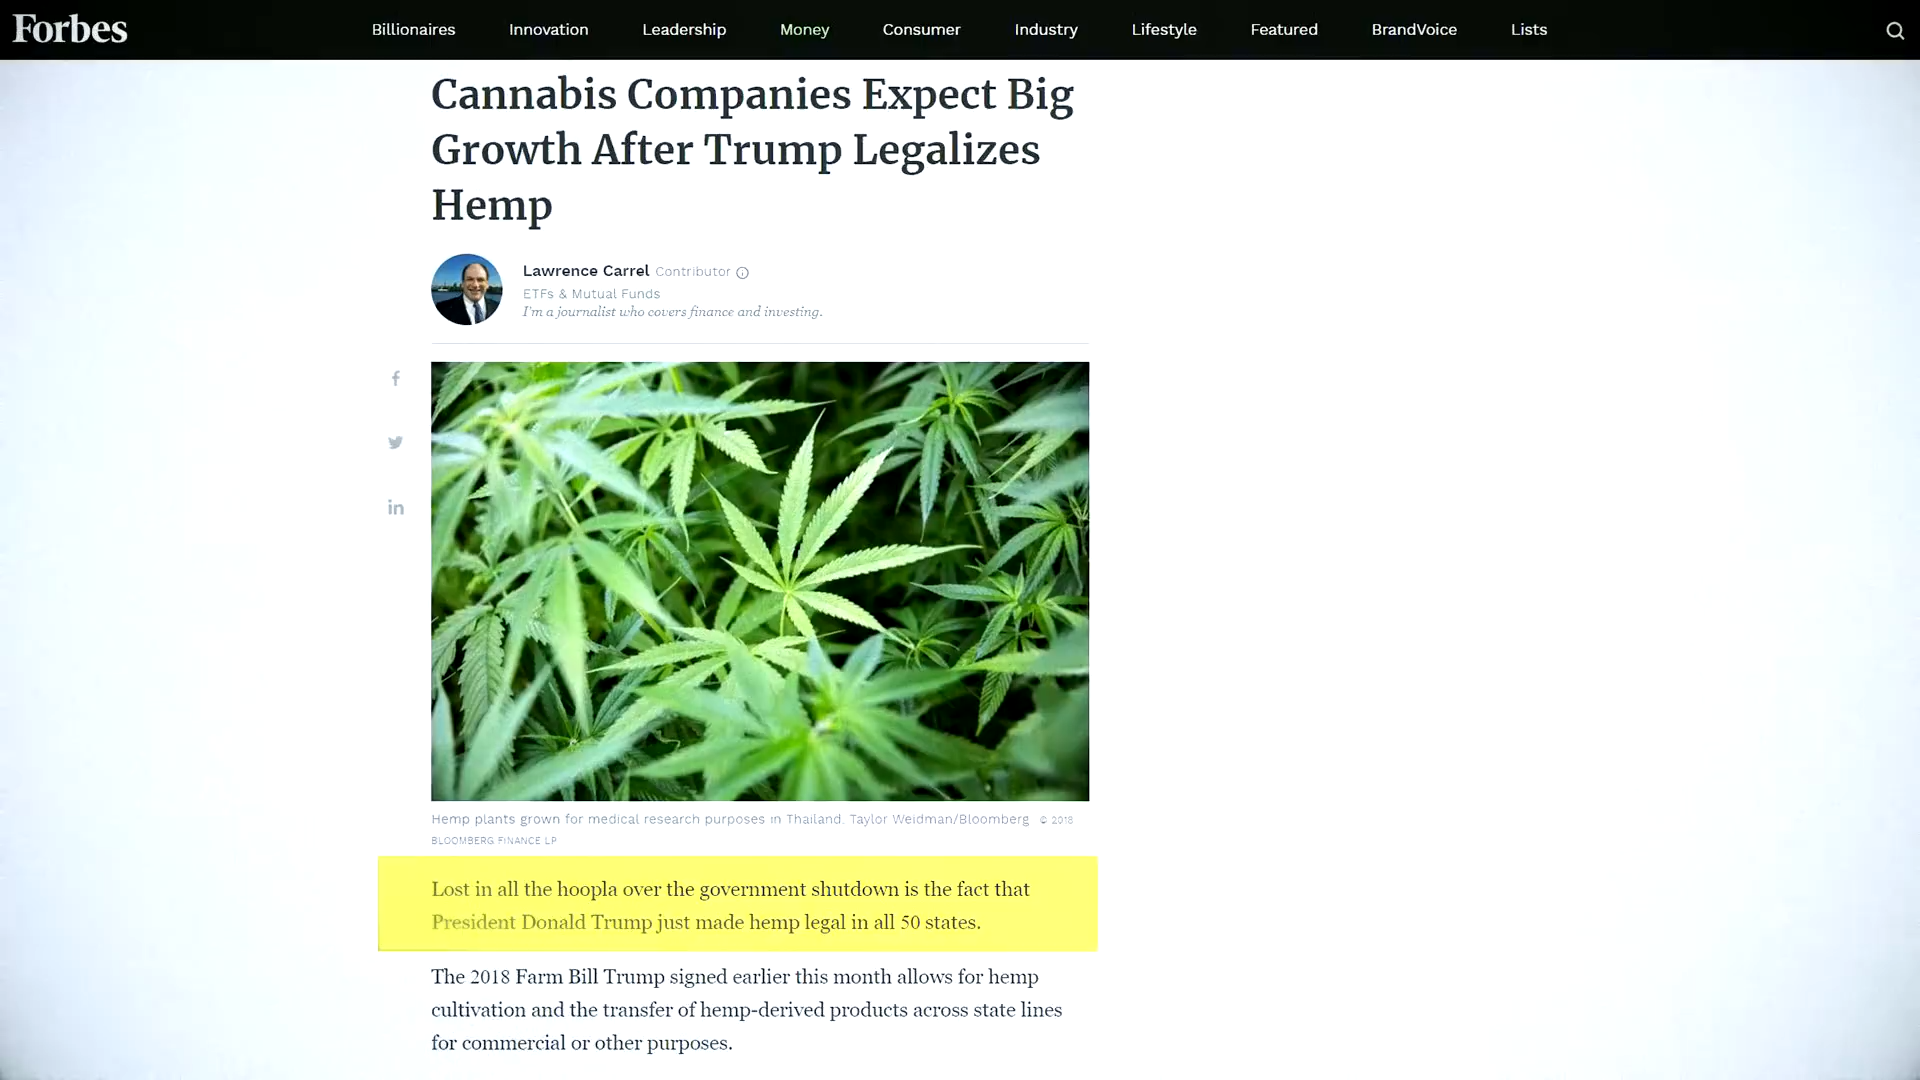 Forbes
Billionaires Innovation Leadership Money Consumer Industry Lifestyle Featured BrandVoice Lists
Cannabis Companies Expect Big
Growth After Trump Legalizes
Hemp
Lawrence Carrel Contributor
ETFs & Mutual Funds
I'm a journalist who covers finance and investing.
f
in
Hemp plants grown for medical research purposes in Thailand. Taylor Weidman/Bloomberg © 2018
BLOOMBERG FINANCE LP
Lost in all the hoopla over the government shutdown is the fact that
President Donald Trump just made hemp legal in all 50 states.
The 2018 Farm Bill Trump signed earlier this month allows for hemp
cultivation and the transfer of hemp-derived products across state lines
for commercial or other purposes.